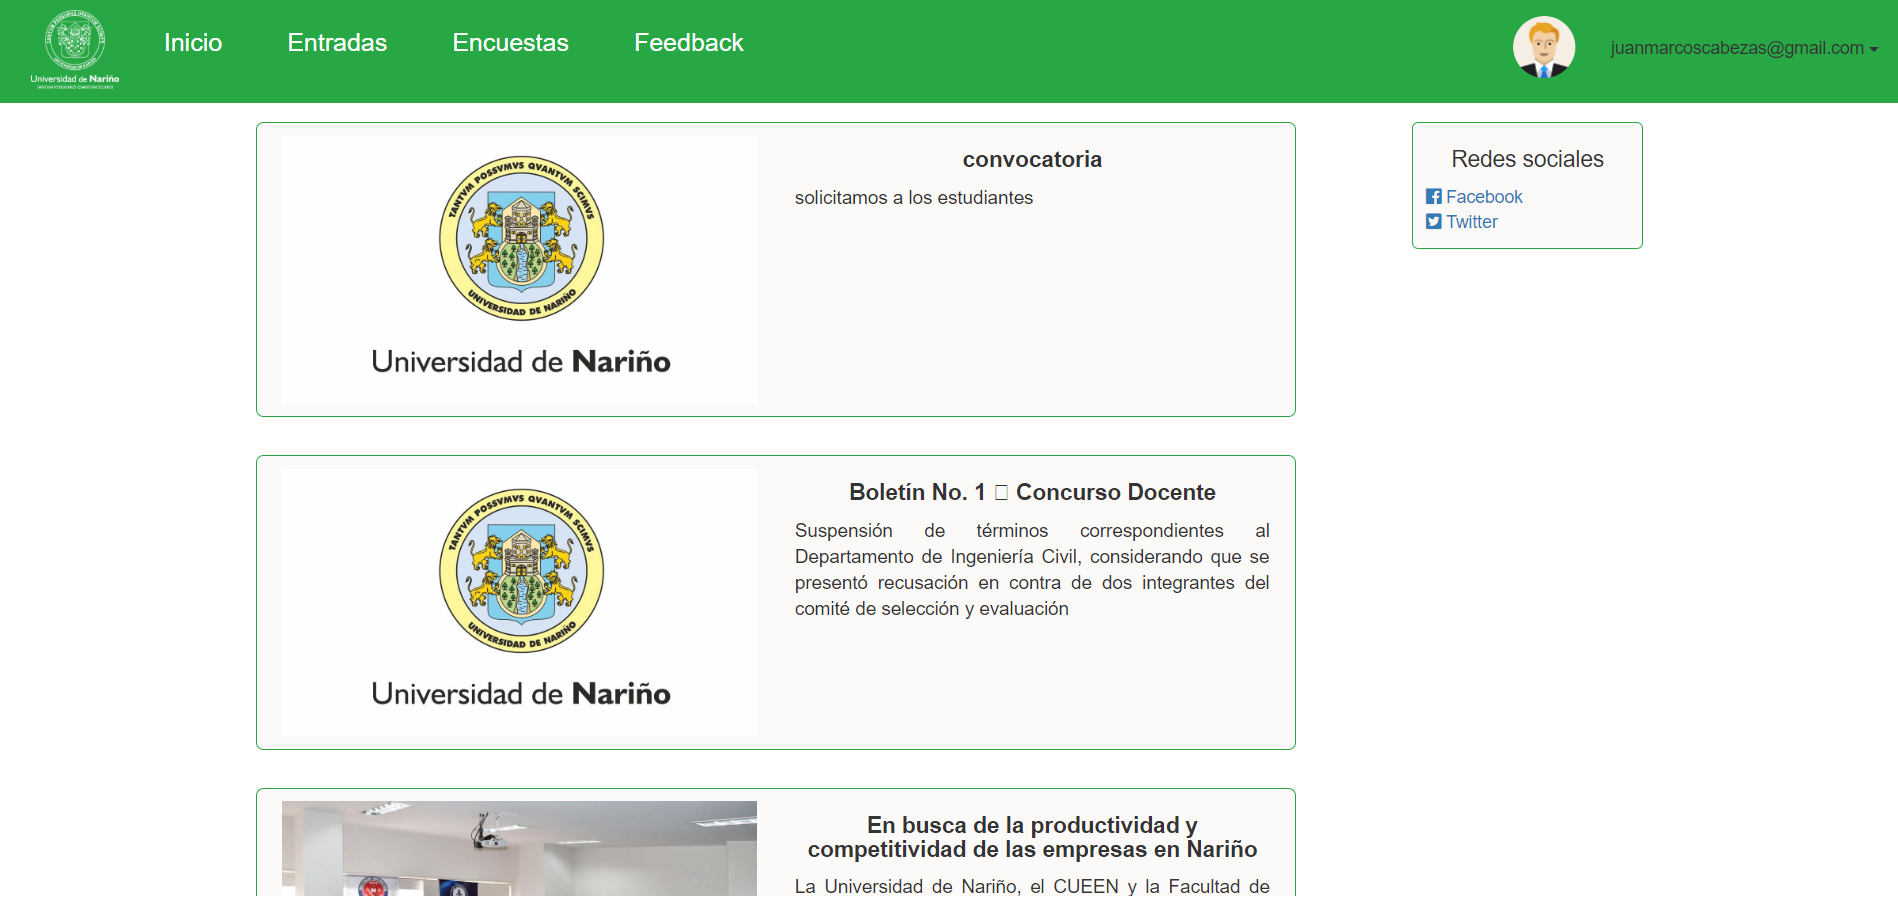 Universidad de Nariño
TANTVM POSSVMVS QVANTVM SCIMVS
Inicio
Entradas
Encuestas
Feedback
juanmarcoscabezas@gmail.com
TANTVM POSSVMVS QVANTVM SCIMVS
UNIVERSIDAD DE NARIÑO
Universidad de Nariño
convocatoria
solicitamos a los estudiantes
Redes sociales
Facebook
Twitter
TANTVM POSSVMVS QVANTVM SCIMVS
UNIVERSIDAD DE NARIÑO
Universidad de Nariño
Boletín No. 1 Concurso Docente
Suspensión de términos correspondientes al
Departamento de Ingeniería Civil, considerando que se
presentó recusación en contra de dos integrantes del
comité de selección y evaluación
En busca de la productividad y
competitividad de las empresas en Nariño
La Universidad de Nariño, el CUEEN y la Facultad de